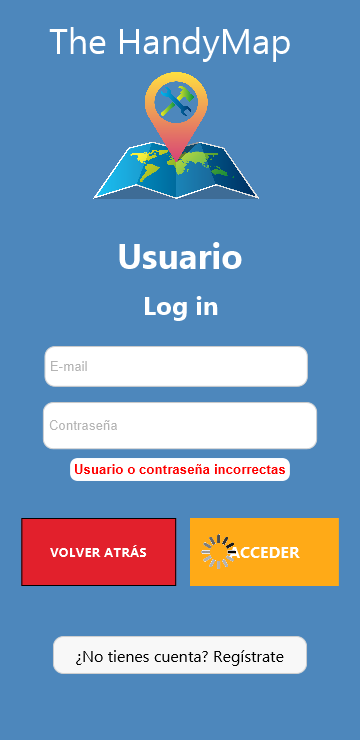 The HandyMap
Usuario
Log in
E-mail
Contraseña
Usuario o contraseña incorrectas
VOLVER ATRÁS
ACCEDER
¿No tienes cuenta? Regístrate